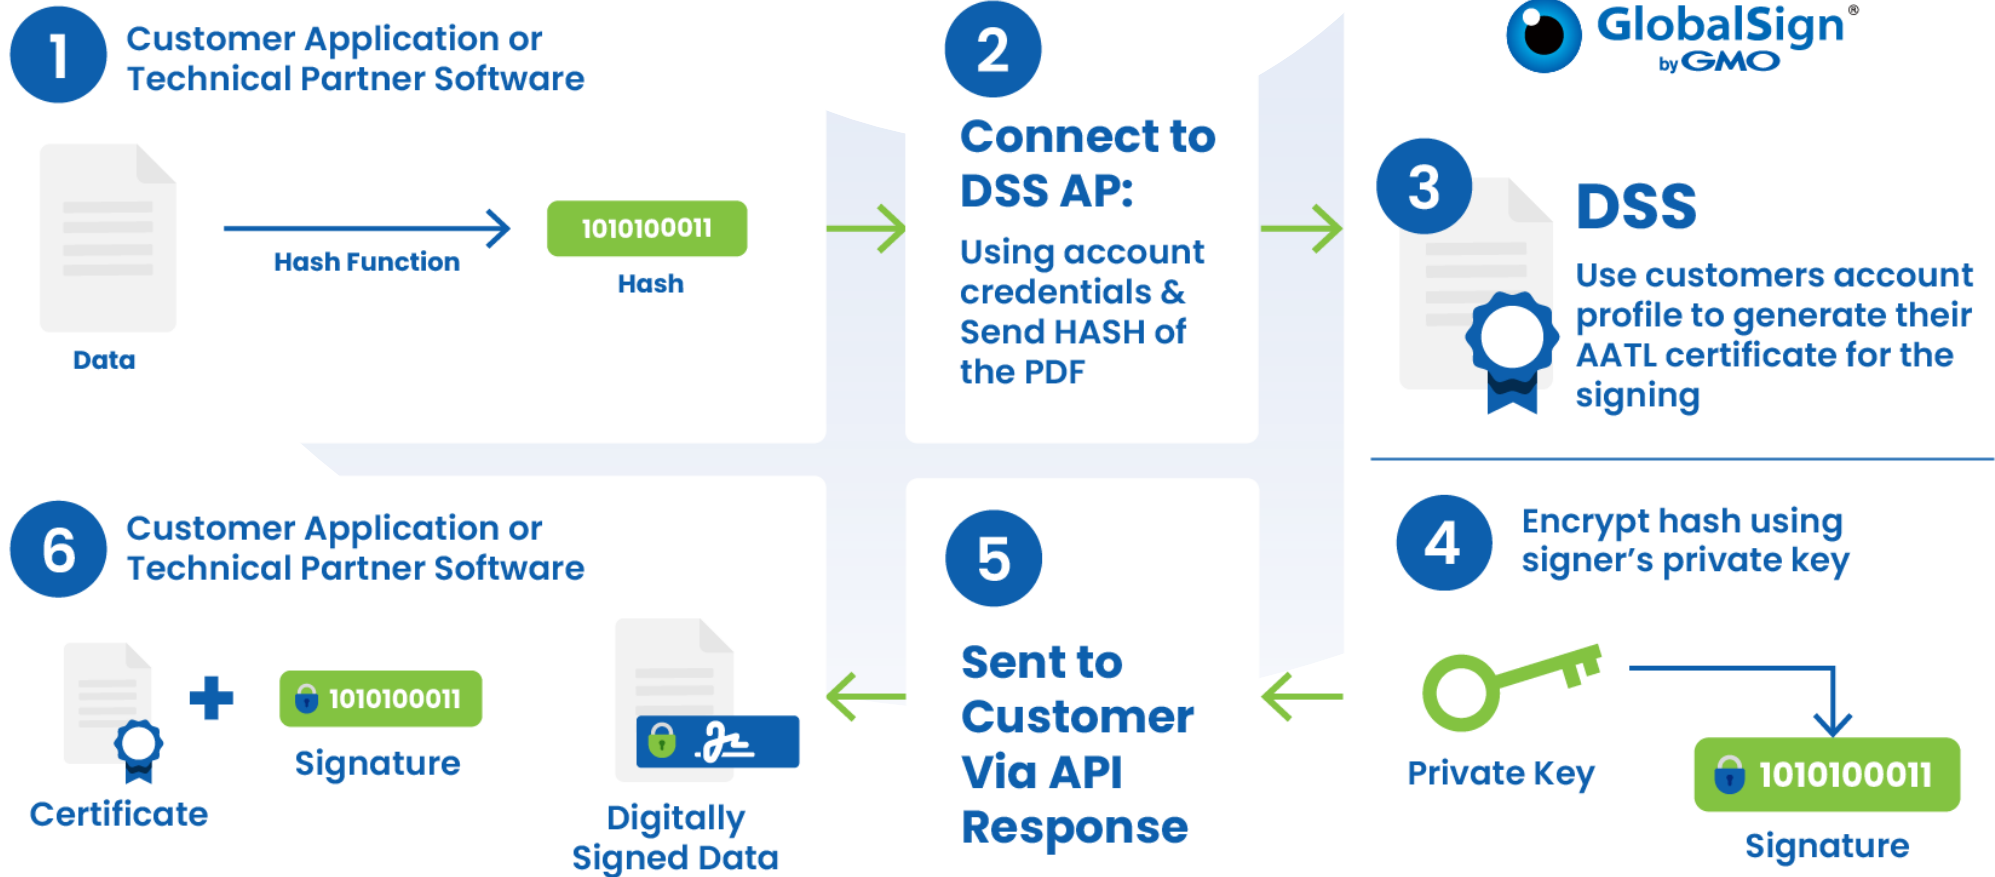 1
Customer Application or
Technical Partner Software
Data
Hash Function
1010100011
Hash
2
Connect to
DSS AP:
Using account
credentials &
Send HASH of
the PDF
GlobalSign®
by GMO
3
DSS
Use customers account
profile to generate their
AATL certificate for the
signing
4
Encrypt hash using
signer's private key
Private Key
1010100011
Signature
5
Sent to
Customer
Via API
Response
6
Customer Application or
Technical Partner Software
Certificate
+
1010100011
Signature
Digitally
Signed Data